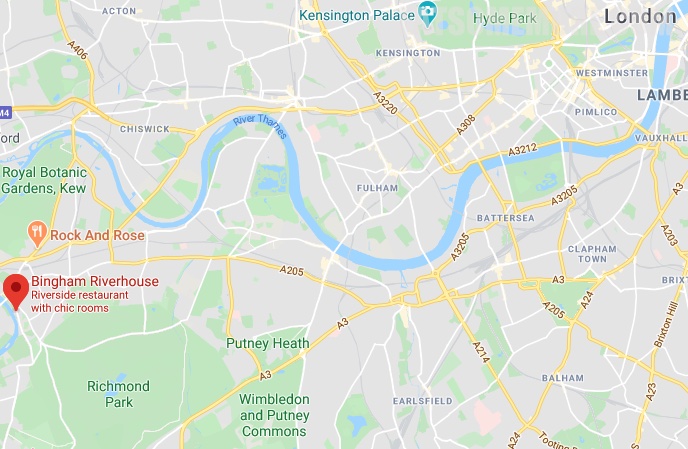 ACTON
Kensington Palace
Hyde Park
London
A406
KENSINGTON
WESTMINSTER
M4
A3220
A308
PIMLICO
LAMBE
CHISWICK
River Thames
VAUXHALL
ford
A3212
Royal Botanic
Gardens, Kew
FULHAM
A3205
BATTERSEA
A203
Rock And Rose
A3205
CLAPHAM
TOWN
Bingham Riverhouse
Riverside restaurant
with chic rooms
A205
A3
BRIXT
A24
A205
A3
Brixton Hill
Putney Heath
A214
A3
BALHAM
Richmond
Park
A23
Wimbledon
and Putney
Commons
EARLSFIELD
A24
Tooting